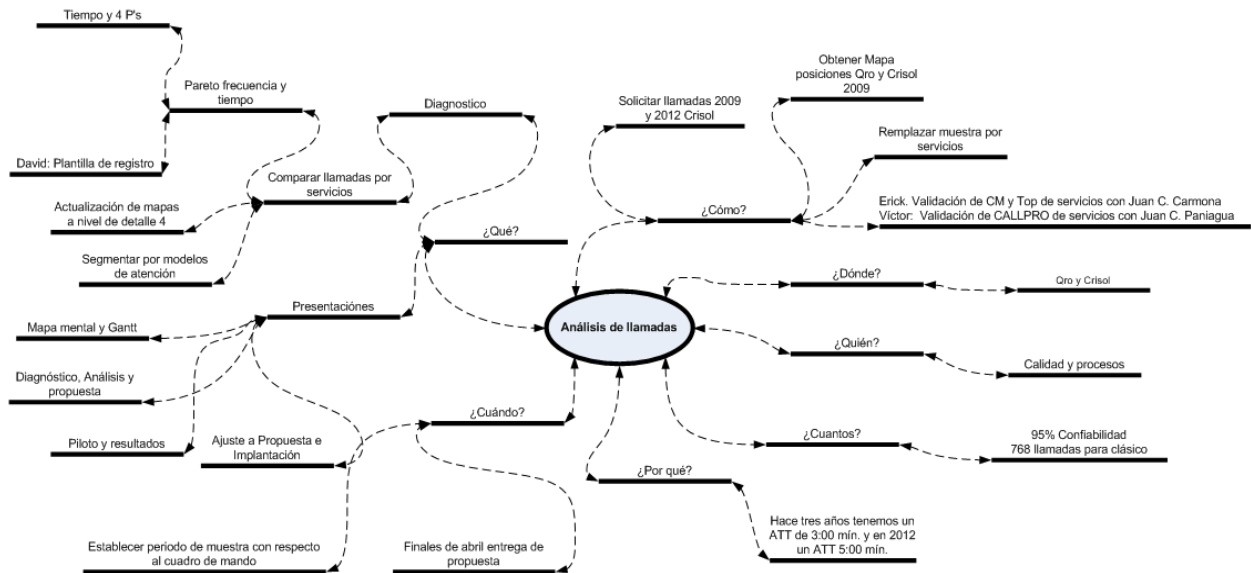 Tiempo y 4 P's
Pareto frecuencia y
tiempo
David: Plantilla de registro
Diagnostico
Comparar llamadas por
servicios
Actualización de mapas
a nivel de detalle 4
Segmentar por modelos
de atención
¿Qué?
Presentaciónes
Mapa mental y Gantt
Diagnóstico, Análisis y
propuesta
Piloto y resultados
Ajuste a Propuesta e
Implantación
¿Cuándo?
Establecer periodo de muestra con respecto
al cuadro de mando
Finales de abril entrega de
propuesta
Análisis de llamadas
Solicitar llamadas 2009
y 2012 Crisol
Obtener Mapa
posiciones Qro y Crisol
2009
Remplazar muestra por
servicios
¿Cómo?
Erick. Validación de CM y Top de servicios con Juan C. Carmona
Víctor:  Validación de CALLPRO de servicios con Juan C. Paniagua
¿Dónde?
Qro y Crisol
¿Quién?
Calidad y procesos
¿Cuantos?
95% Confiabilidad
768 llamadas para clásico
¿Por qué?
Hace tres años tenemos un
ATT de 3:00 mín. y en 2012
un ATT 5:00 mín.